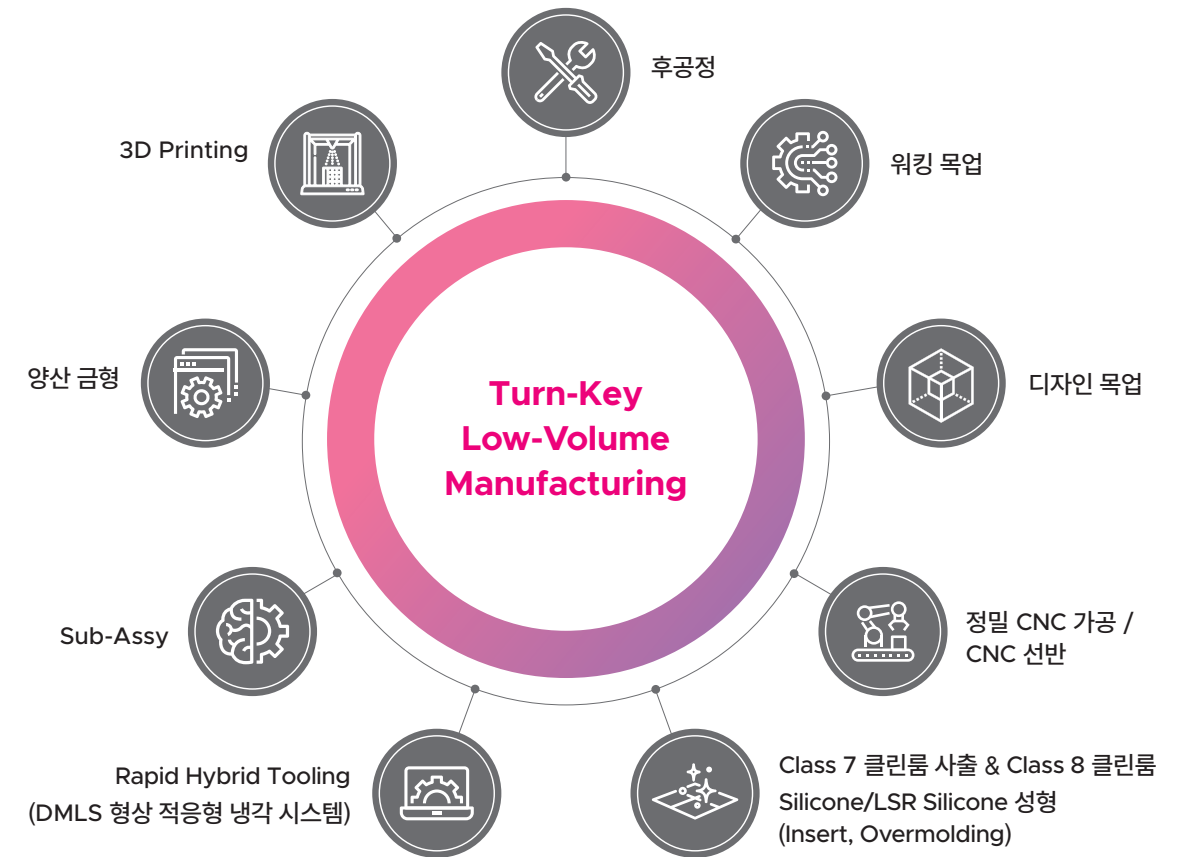 후공정
3D Printing
워킹 목업
양산 금형
디자인 목업
Turn-Key
Low-Volume
Manufacturing
Sub-Assy
정밀 CNC 가공 /
CNC 선반
Rapid Hybrid Tooling
(DMLS 형상 적응형 냉각 시스템)
Class 7 클린룸 사출 & Class 8 클린룸
Silicone/LSR Silicone 성형
(Insert, Overmolding)